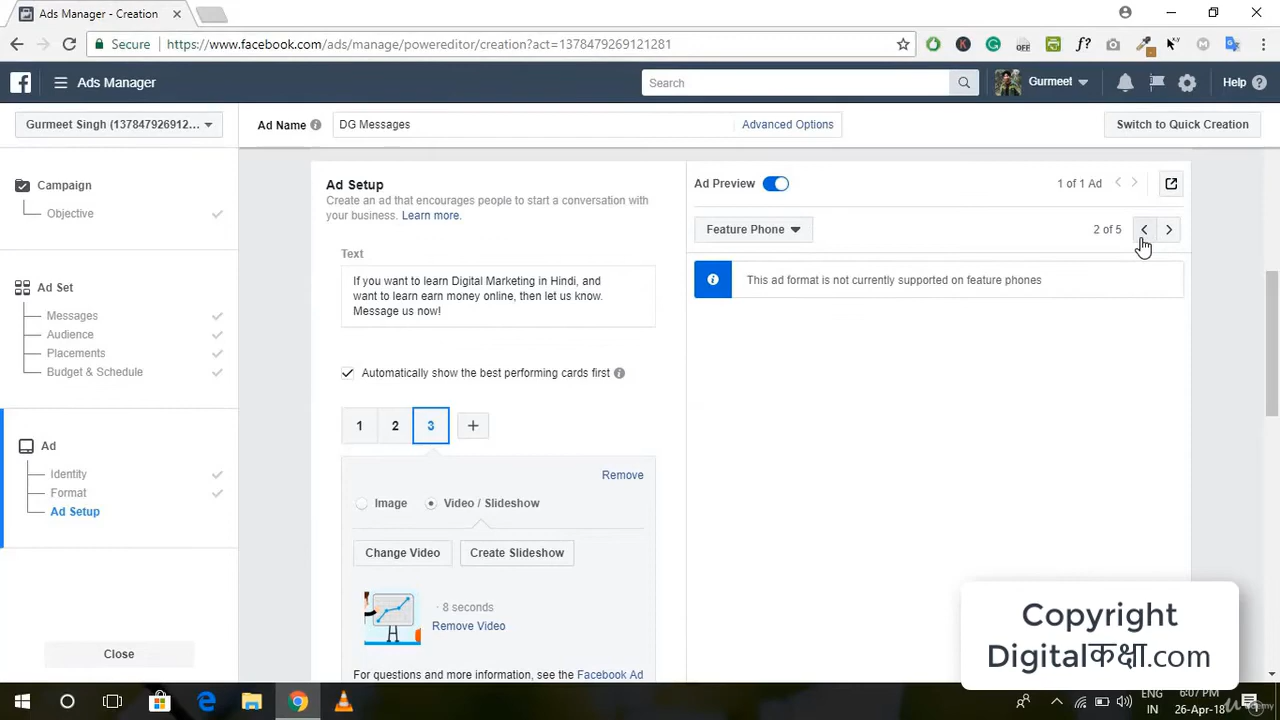 Ads Manager - Creation
Secure
https://www.facebook.com/ads/manage/powereditor/creation?act=1378479269121281
Ads Manager
Search
Gurmeet
Help
Gurmeet Singh (137847926912...
Ad Name
DG Messages
Advanced Options
Switch to Quick Creation
Campaign
Objective
Ad Set
Messages
Audience
Placements
Budget & Schedule
Ad
Identity
Format
Ad Setup
Close
Ad Setup
Create an ad that encourages people to start a conversation with
your business. Learn more.
Text
If you want to learn Digital Marketing in Hindi, and
want to learn earn money online, then let us know.
Message us now!
Automatically show the best performing cards first
1 2 3 +
Remove
Image Video / Slideshow
Change Video Create Slideshow
· 8 seconds
Remove Video
For questions and more information, see the Facebook Ad
Ad Preview
1 of 1 Ad
Feature Phone
2 of 5
This ad format is not currently supported on feature phones
Copyright
Digitalकक्षा.com
ENG
IN
6:07 PM
26-Apr-18